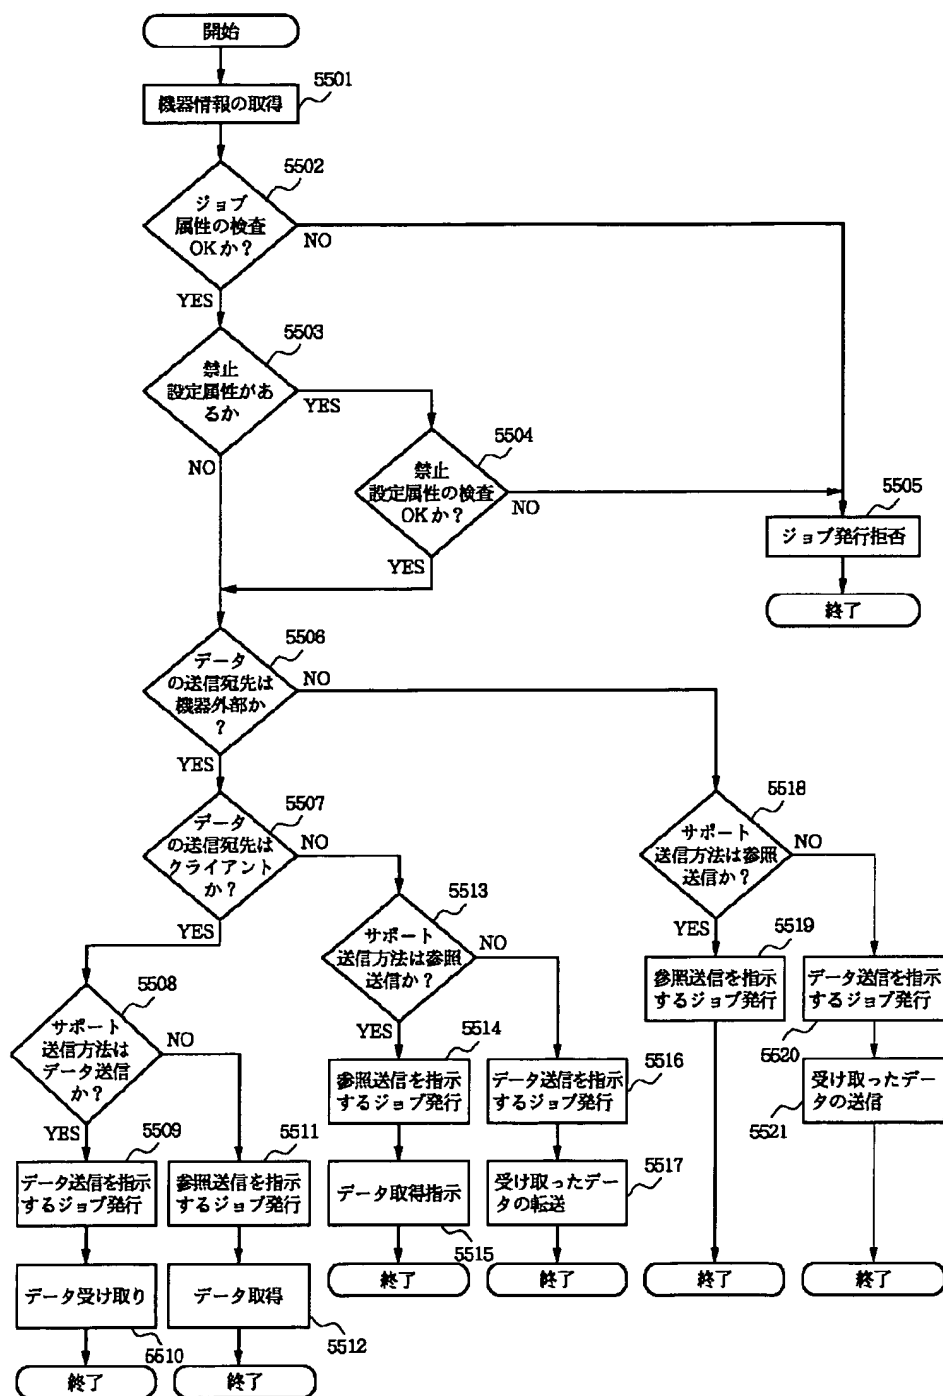 開始
5501
機器情報の取得
5502
ジョブ
属性の検査
OKか?
NO
YES
5503
禁止
設定属性があ
るか
YES
NO
5504
禁止
設定属性の検査
OKか?
NO
YES
5505
ジョブ発行拒否
終了
5506
データ
の送信宛先は
機器外部か
?
NO
YES
5507
データ
の送信宛先は
クライアント
か?
NO
YES
5518
サポート
送信方法は参照
送信か?
NO
YES
5513
サポート
送信方法は参照
送信か?
NO
YES
5519
参照送信を指示
するジョブ発行
データ送信を指示
するジョブ発行
5520
5508
サポート
送信方法は
データ送信
か?
NO
YES
5514
参照送信を指示
するジョブ発行
5516
データ送信を指示
するジョブ発行
受け取ったデー
タの送信
5521
5509
データ送信を指示
するジョブ発行
5511
参照送信を指示
するジョブ発行
データ取得指示
5515
5517
受け取ったデー
タの転送
データ受け取り
5510
データ取得
5512
終了
終了
終了
終了
終了
終了